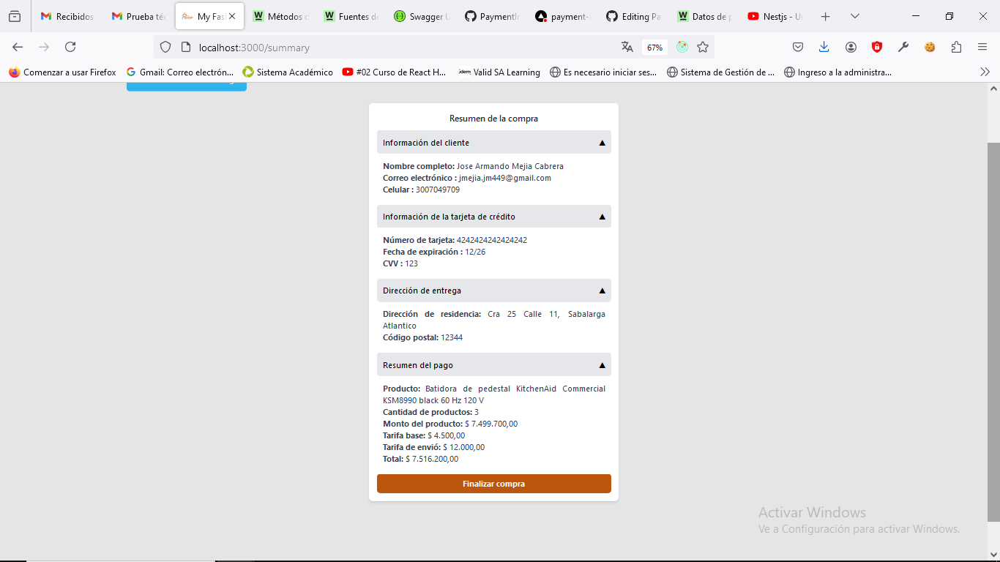 Recibidos
Prueba téc
My Fas
Métodos d
Fuentes d
Swagger U
PaymentIn
payment-
Editing Pa
Datos de p
Nestjs - Un
localhost:3000/summary
67%
Comenzar a usar Firefox
Gmail: Correo electrón...
Sistema Académico
#02 Curso de React H...
Valid SA Learning
Es necesario iniciar ses...
Sistema de Gestión de ...
Ingreso a la administra...
Resumen de la compra
Información del cliente
Nombre completo: Jose Armando Mejia Cabrera
Correo electrónico : jmejia.jm449@gmail.com
Celular : 3007049709
Información de la tarjeta de crédito
Número de tarjeta: 4242424242424242
Fecha de expiración : 12/26
CVV : 123
Dirección de entrega
Dirección de residencia: Cra 25 Calle 11, Sabalarga
Atlantico
Código postal: 12344
Resumen del pago
Producto: Batidora de pedestal KitchenAid Commercial
KSM8990 black 60 Hz 120 V
Cantidad de productos: 3
Monto del producto: $ 7.499.700,00
Tarifa base: $ 4.500,00
Tarifa de envió: $ 12.000,00
Total: $ 7.516.200,00
Finalizar compra
Activar Windows
Ve a Configuración para activar Windows.